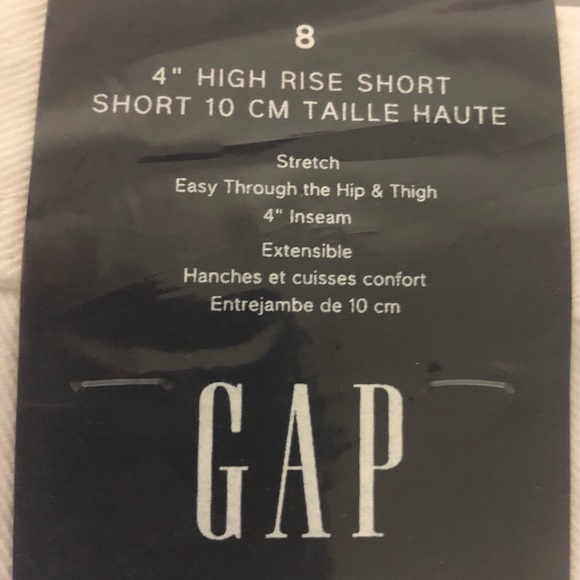 8
4" HIGH RISE SHORT
SHORT 10 CM TAILLE HAUTE
Stretch
Easy Through the Hip & Thigh
4" Inseam
Extensible
Hanches et cuisses confort
Entrejambe de 10 cm
GAP